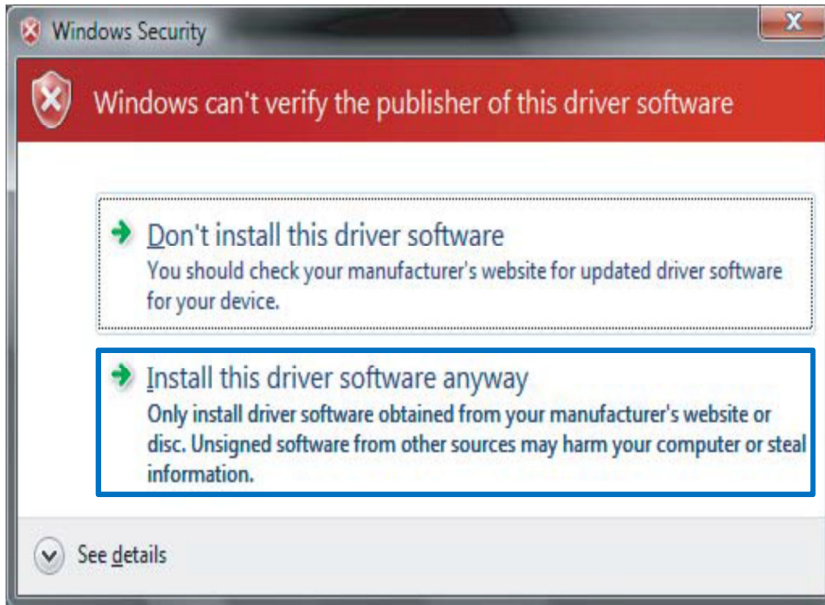 Windows Security
X
Windows can't verify the publisher of this driver software
Don't install this driver software
You should check your manufacturer's website for updated driver software
for your device.
Install this driver software anyway
Only install driver software obtained from your manufacturer's website or
disc. Unsigned software from other sources may harm your computer or steal
information.
See details